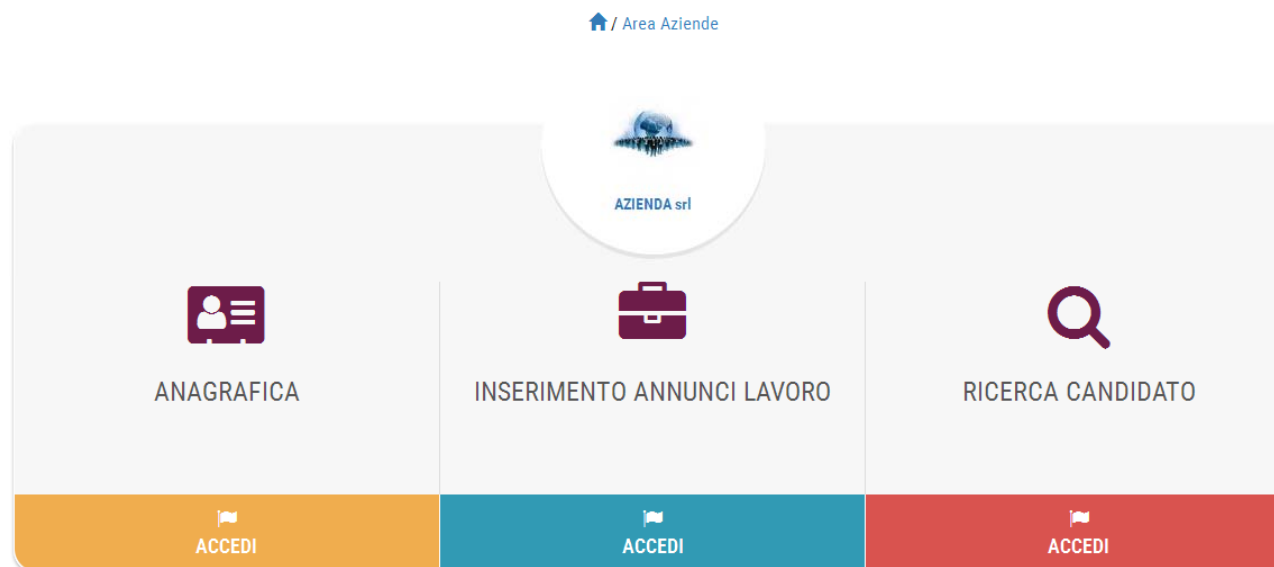 / Area Aziende
AZIENDA srl
ANAGRAFICA
INSERIMENTO ANNUNCI LAVORO
RICERCA CANDIDATO
ACCEDI
ACCEDI
ACCEDI